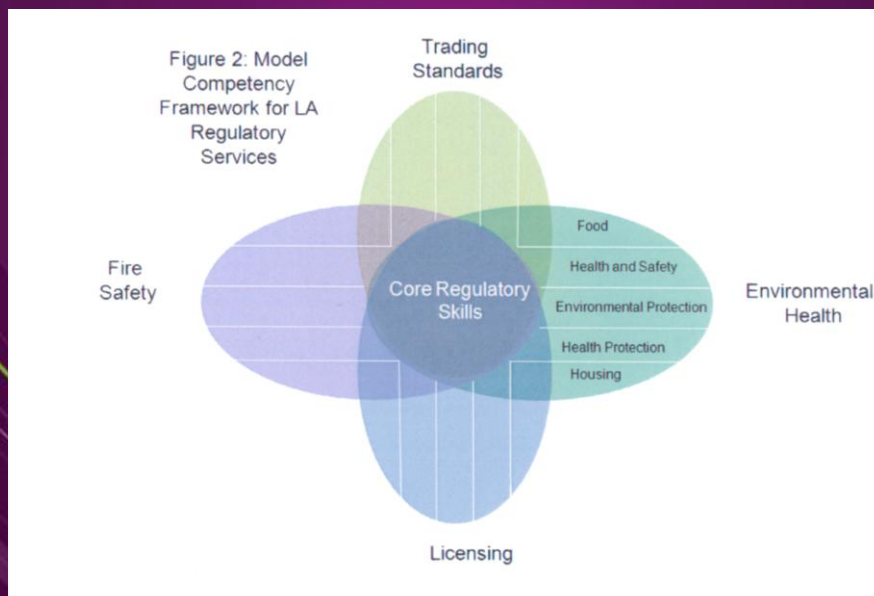 Figure 2: Model
Competency
Framework for LA
Regulatory
Services
Trading
Standards
Fire
Safety
Core Regulatory
Skills
Food
Health and Safety
Environmental Protection
Health Protection
Housing
Environmental
Health
Licensing